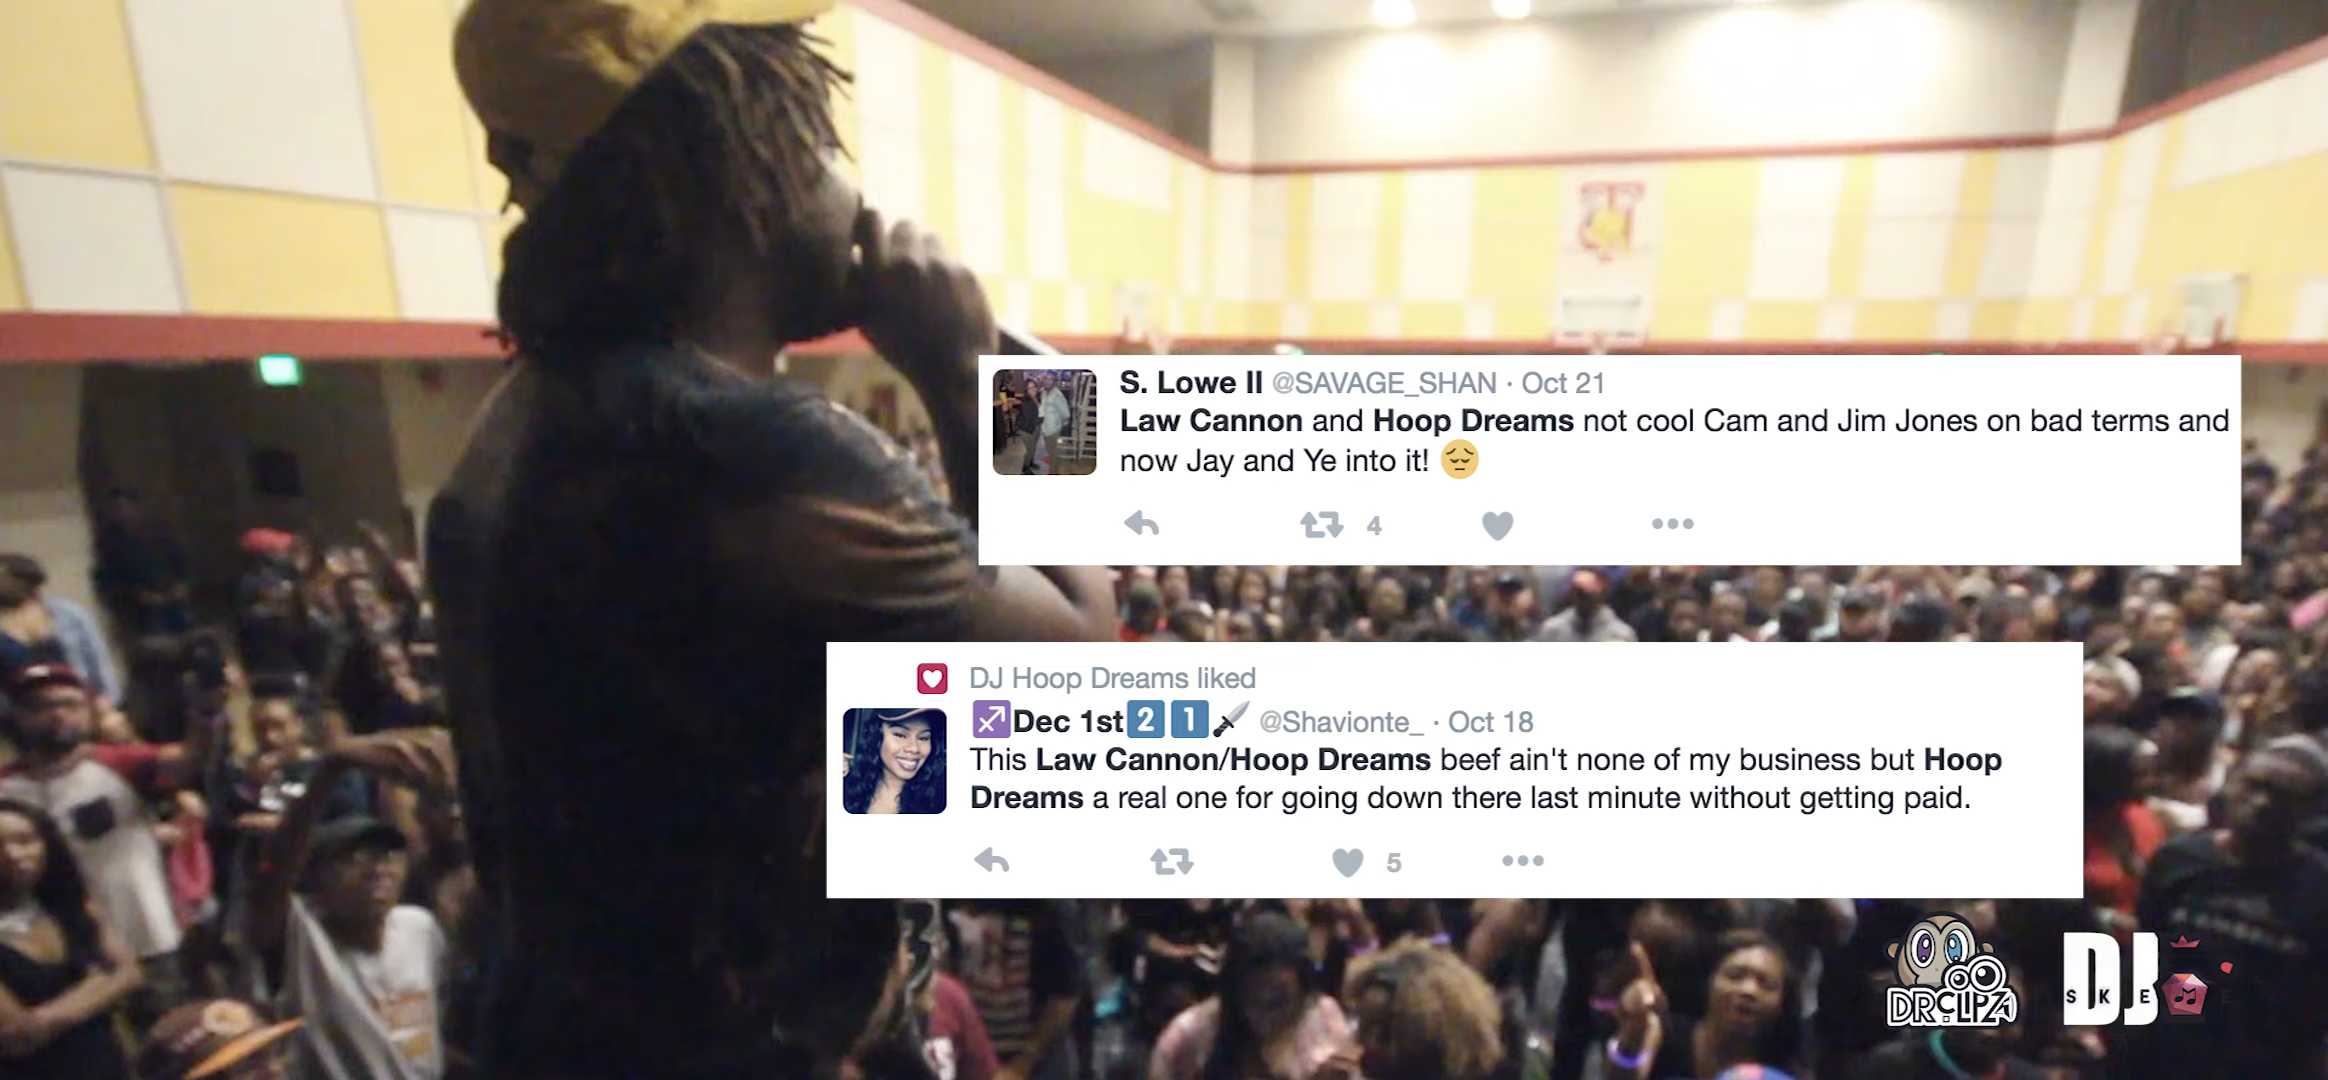 S. Lowe II @SAVAGE_SHAN · Oct 21
Law Cannon and Hoop Dreams not cool Cam and Jim Jones on bad terms and
now Jay and Ye into it! 😔
4
DJ Hoop Dreams liked
♐Dec 1st2️⃣1️⃣🗡 @Shavionte_ · Oct 18
This Law Cannon/Hoop Dreams beef ain't none of my business but Hoop
Dreams a real one for going down there last minute without getting paid.
5
DRCLIPZ
DJ
SKE